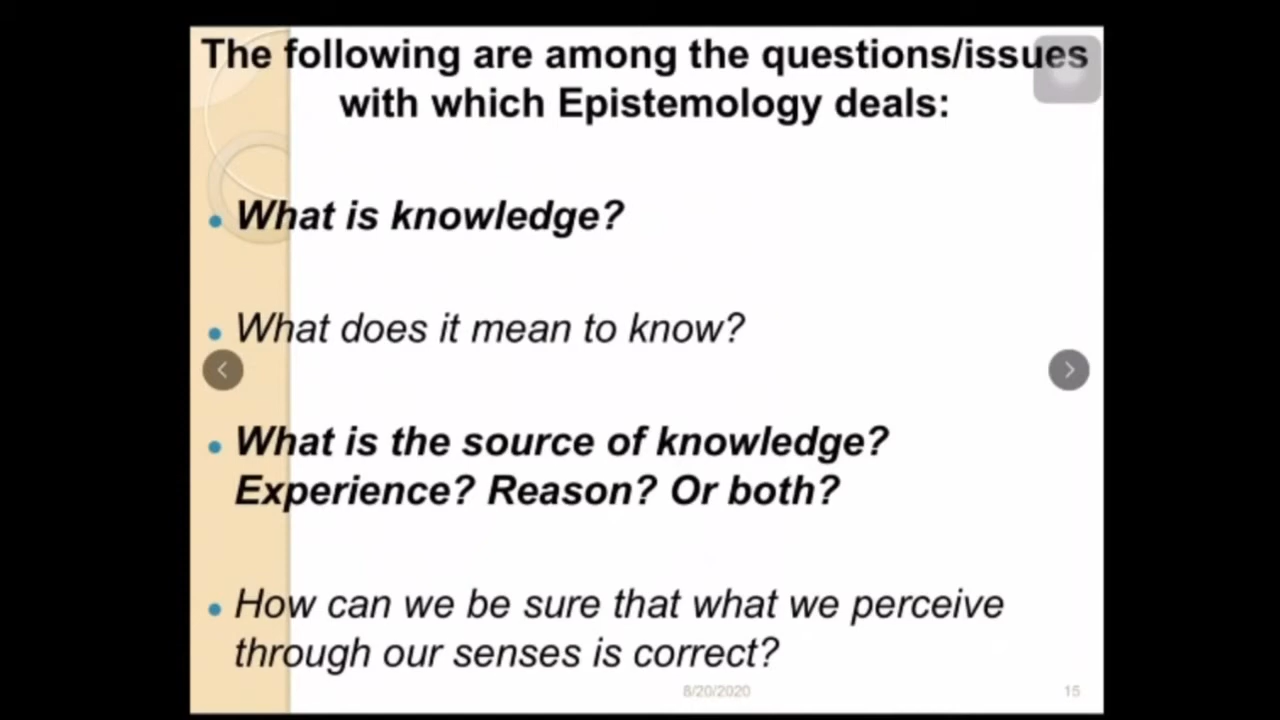 The following are among the questions/issues
with which Epistemology deals:
• What is knowledge?
• What does it mean to know?
• What is the source of knowledge?
Experience? Reason? Or both?
• How can we be sure that what we perceive
through our senses is correct?
8/20/2020 15